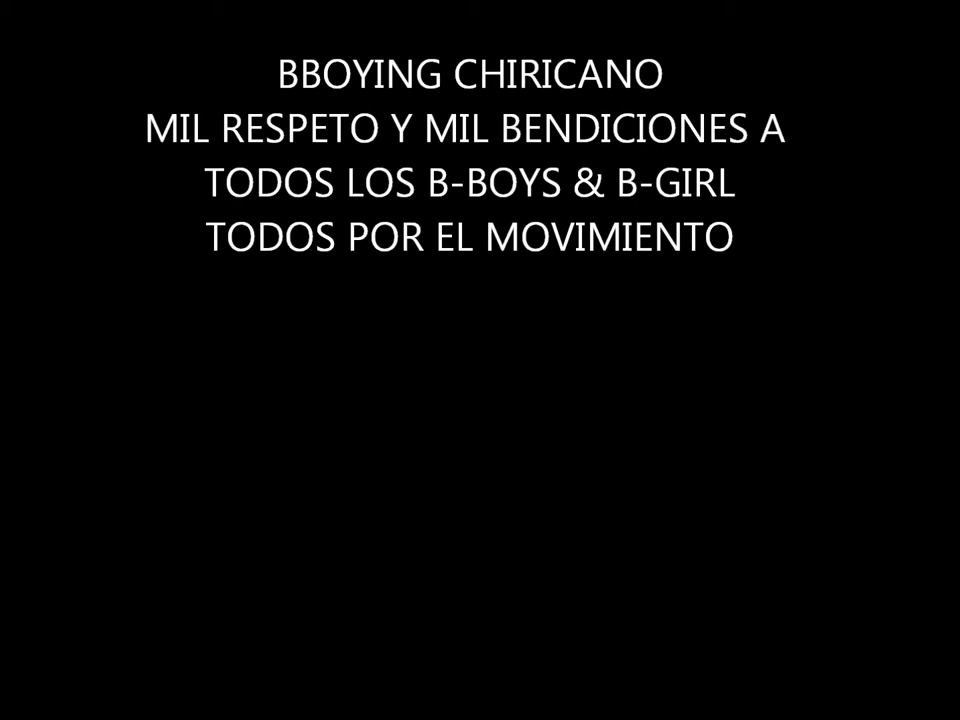 BBOYING CHIRICANO
MIL RESPETO Y MIL BENDICIONES A
TODOS LOS B-BOYS & B-GIRL
TODOS POR EL MOVIMIENTO